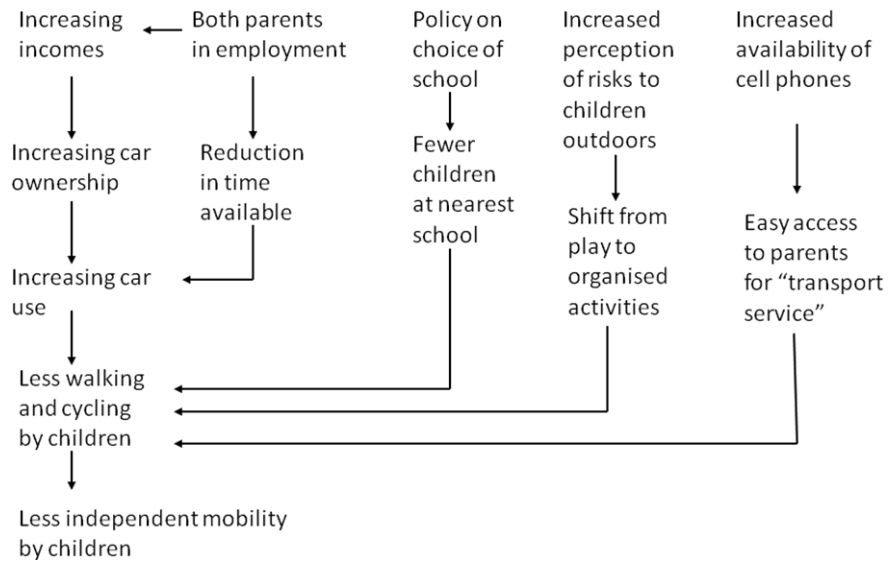 Increasing
incomes
Both parents
in employment
Policy on
choice of
school
Increased
perception
of risks to
children
outdoors
Increased
availability of
cell phones
Increasing car
ownership
Reduction
in time
available
Fewer
children
at nearest
school
Shift from
play to
organised
activities
Easy access
to parents
for “transport
service”
Increasing car
use
Less walking
and cycling
by children
Less independent mobility
by children